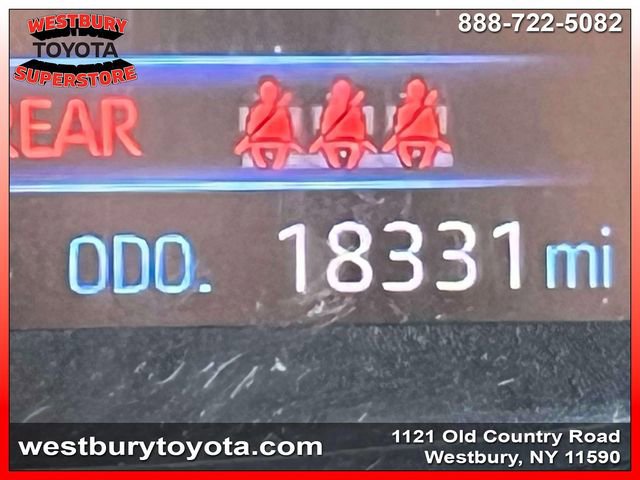 WESTBURY
TOYOTA
SUPERSTORE
888-722-5082
REAR
ODO. 18331 mi
westburytoyota.com
1121 Old Country Road
Westbury, NY 11590